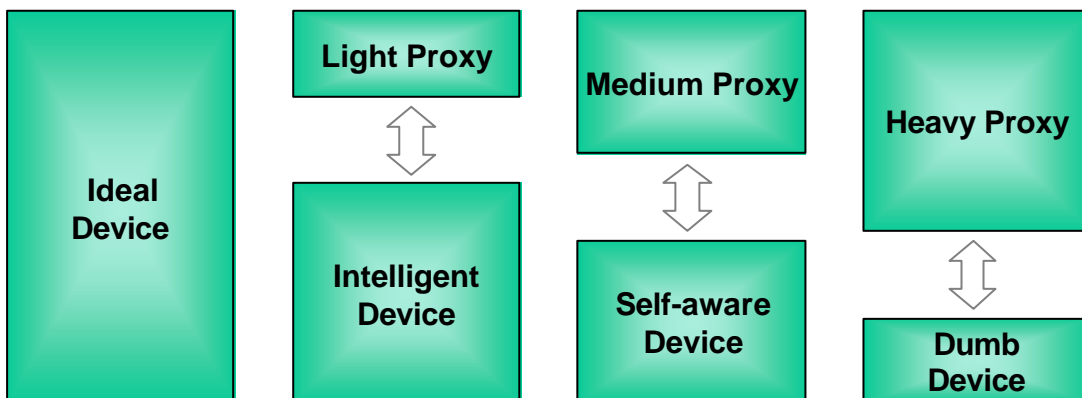 Ideal
Device
Light Proxy
Intelligent
Device
Medium Proxy
Self-aware
Device
Heavy Proxy
Dumb
Device